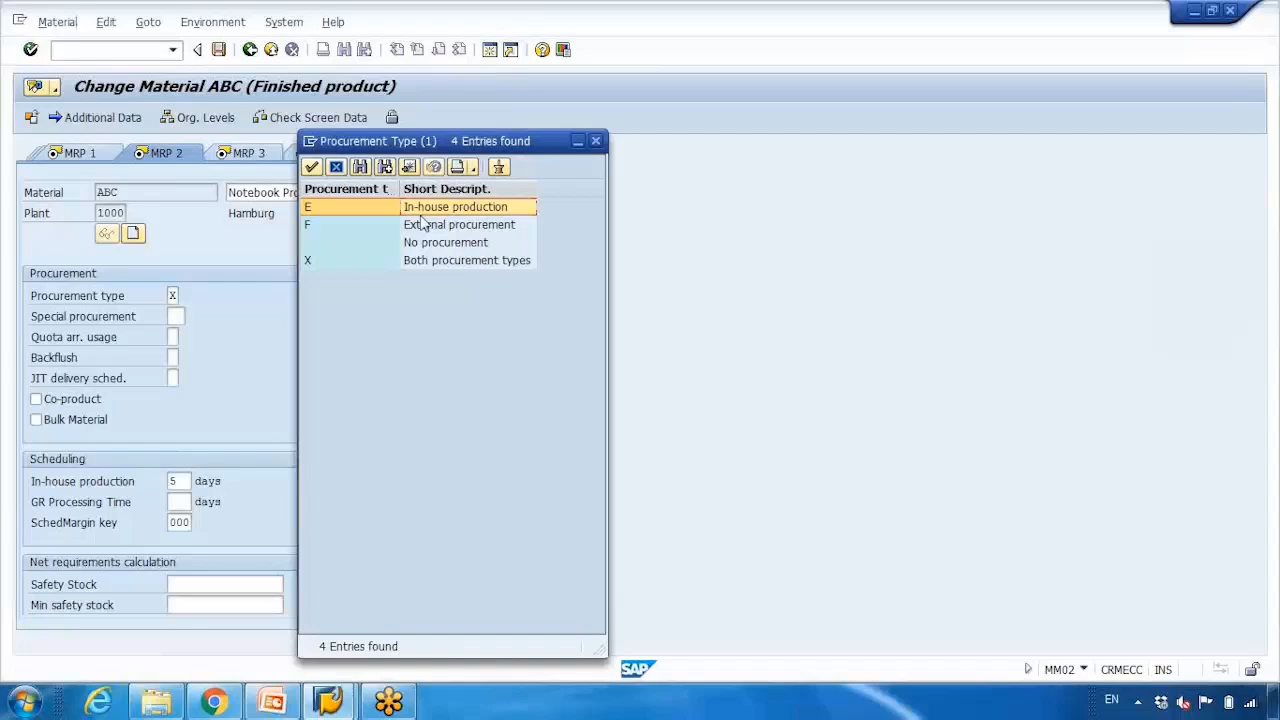 Material Edit Goto Environment System Help
Change Material ABC (Finished product)
Additional Data Org. Levels Check Screen Data
MRP 1 MRP 2 MRP 3
Material ABC Notebook Pro
Plant 1000 Hamburg
Procurement
Procurement type X
Special procurement
Quota arr. usage
Backflush
JIT delivery sched.
Co-product
Bulk Material
Scheduling
In-house production 5 days
GR Processing Time days
SchedMargin key 000
Net requirements calculation
Safety Stock
Min safety stock
Procurement Type (1) 4 Entries found
Procurement t... Short Descript.
E In-house production
F External procurement
No procurement
X Both procurement types
4 Entries found
SAP
MM02 CRMECC INS
EN